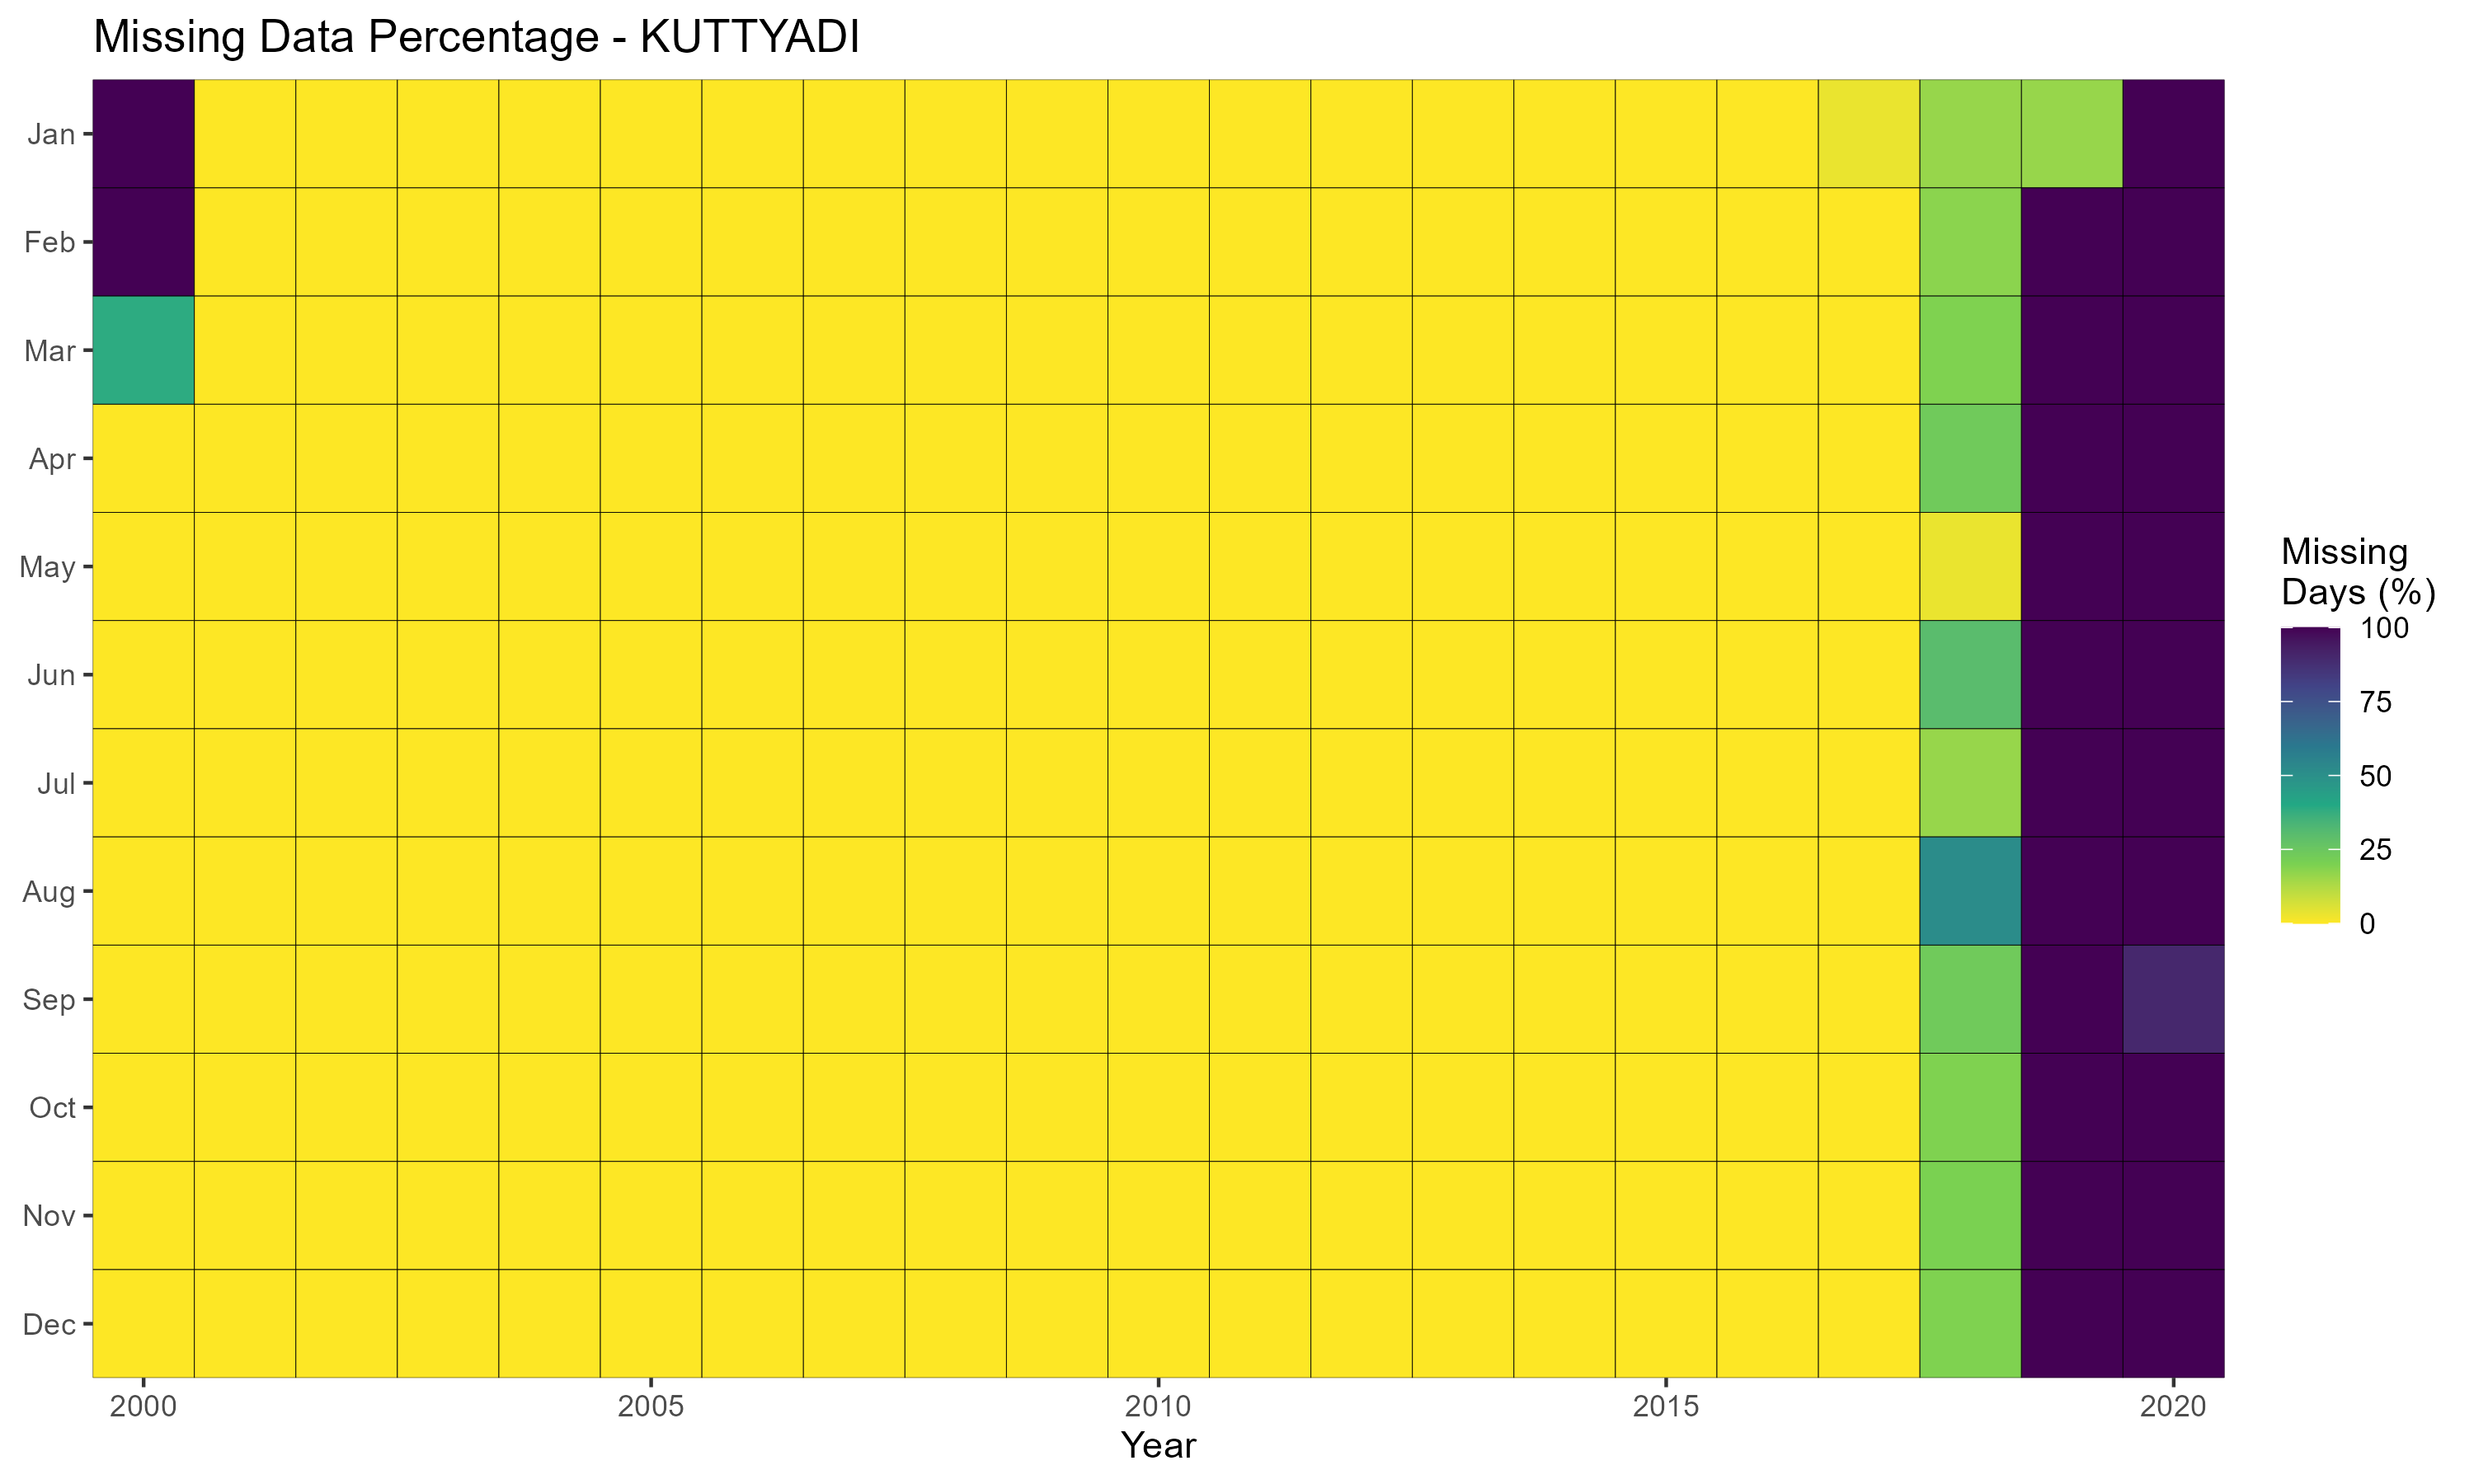 Missing Data Percentage - KUTTYADI
Jan
Feb
Mar
Apr
May
Jun
Jul
Aug
Sep
Oct
Nov
Dec
2000 2005 2010 2015 2020
Year
Missing
Days (%)
100
75
50
25
0